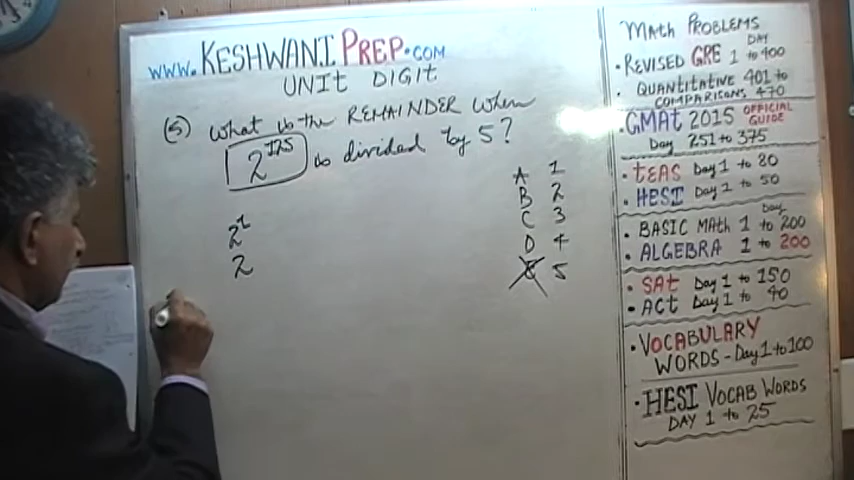 www.KESHWANI PREP.COM
UNIT DIGIT
(5) What is the REMAINDER when
2^125 is divided by 5?
A 1
B 2
C 3
D 4
E 5
2^1
2
MATH PROBLEMS
DAY
• REVISED GRE 1 to 400
• QUANTITATIVE 401 to
COMPARISONS 470
• GMAt 2015 OFFICIAL
GUIDE
Day 251 to 375
• tEAS Day 1 to 80
• HESI Day 1 to 50
Day
• BASIC MAth 1 to 200
• ALGEBRA 1 to 200
• SAt Day 1 to 150
• ACt Day 1 to 40
• VOCABULARY
WORDS - Day 1 to 100
• HESI VOCAB WORDS
DAY 1 to 25